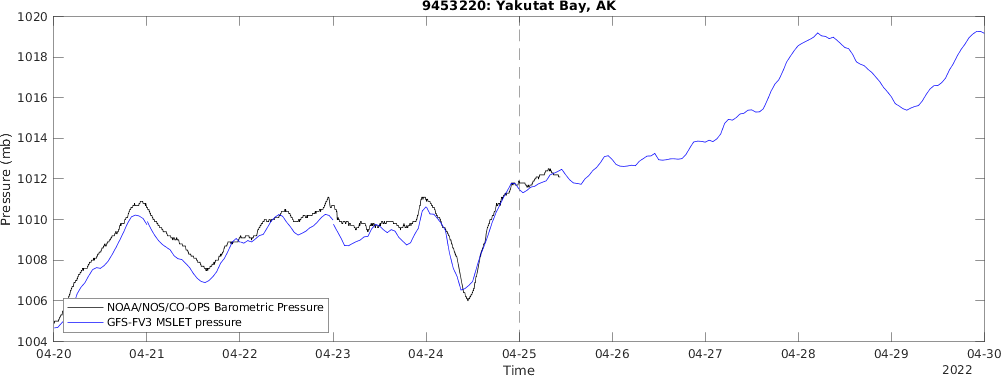 9453220: Yakutat Bay, AK
Pressure (mb)
1020
1018
1016
1014
1012
1010
1008
1006
1004
NOAA/NOS/CO-OPS Barometric Pressure
GFS-FV3 MSLET pressure
04-20 04-21 04-22 04-23 04-24 04-25 04-26 04-27 04-28 04-29 04-30
Time
2022